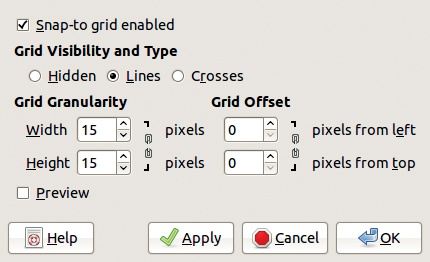 Snap-to grid enabled
Grid Visibility and Type
Hidden Lines Crosses
Grid Granularity Grid Offset
Width 15 pixels 0 pixels from left
Height 15 pixels 0 pixels from top
Preview
Help Apply Cancel OK